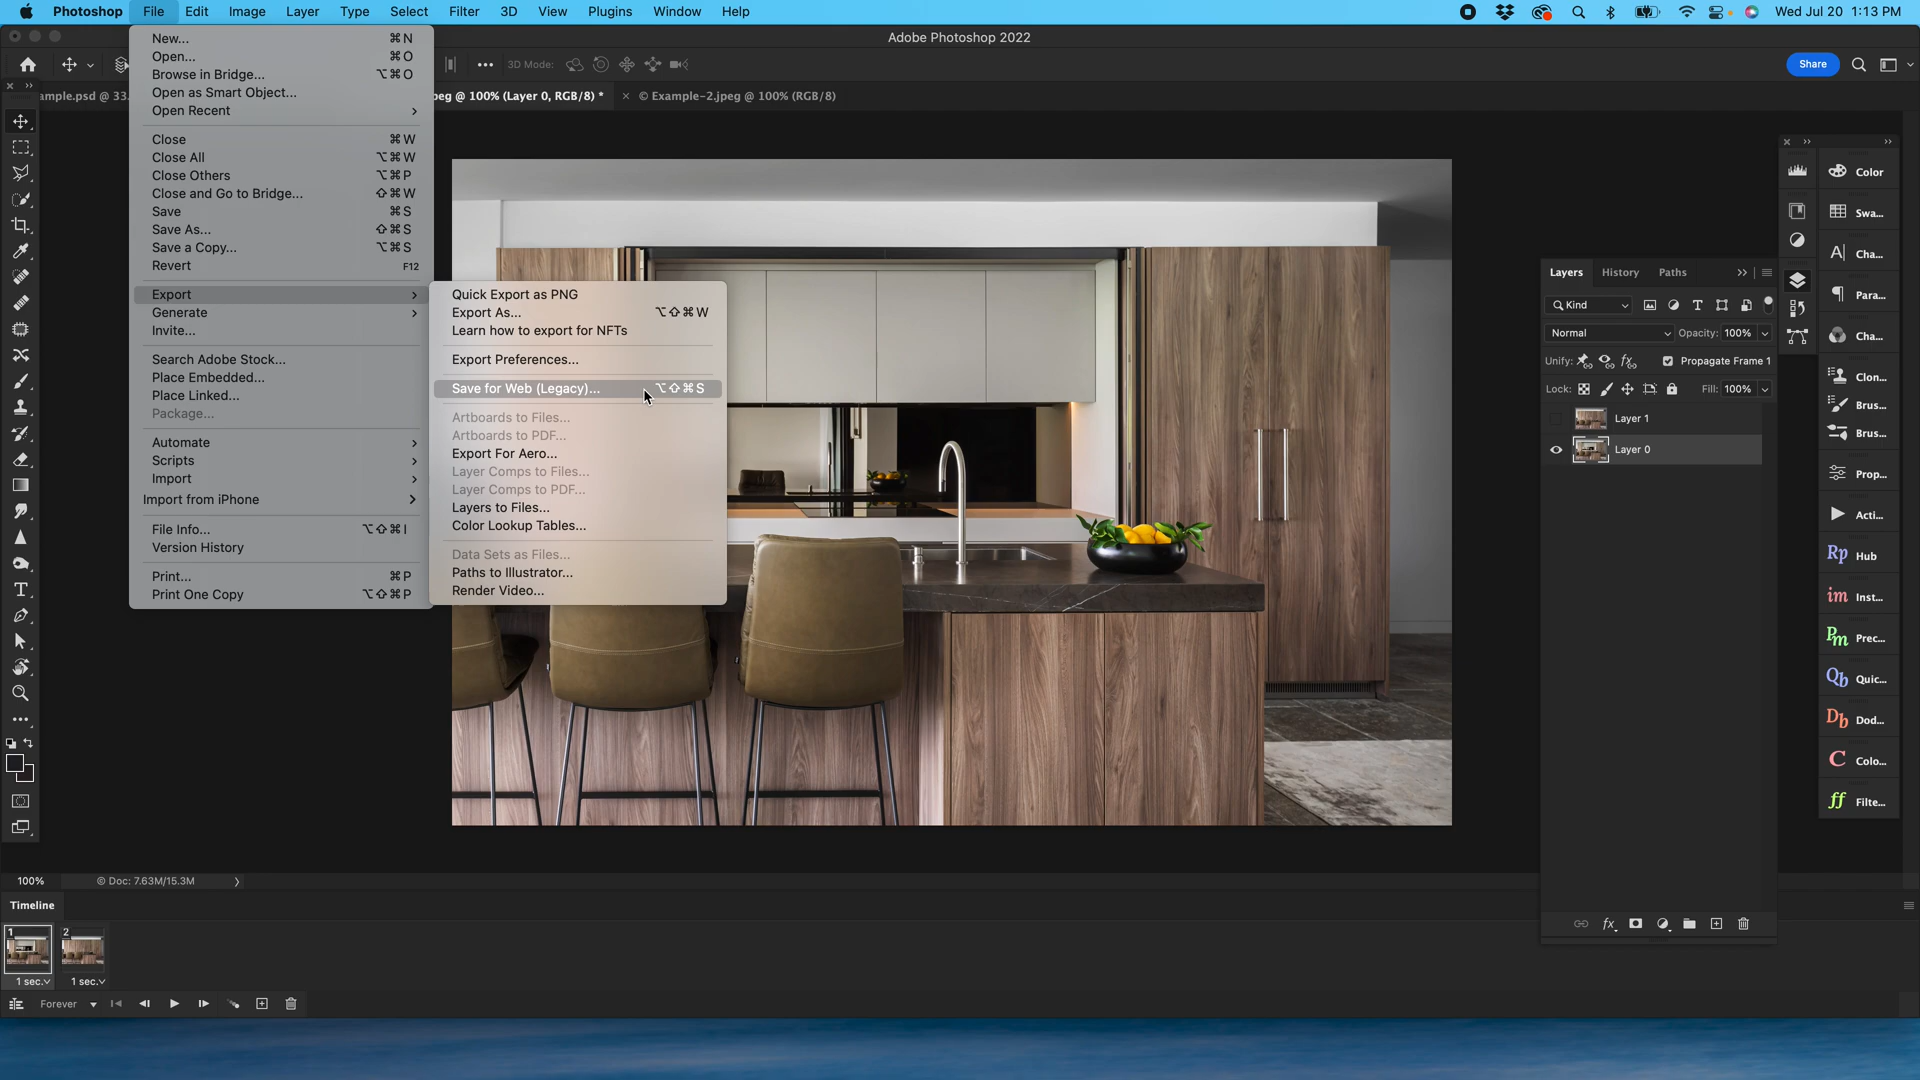 Photoshop File Edit Image Layer Type Select Filter 3D View Plugins Window Help Wed Jul 20 1:13 PM
Adobe Photoshop 2022
3D Mode: Share
ample.psd @ 33. peg @ 100% (Layer 0, RGB/8) * × © Example-2.jpeg @ 100% (RGB/8)
New... ⌘N
Open... ⌘O
Browse in Bridge... ⌥⌘O
Open as Smart Object...
Open Recent >
Close ⌘W
Close All ⌥⌘W
Close Others ⌥⌘P
Close and Go to Bridge... ⇧⌘W
Save ⌘S
Save As... ⇧⌘S
Save a Copy... ⌥⌘S
Revert F12
Export >
Generate >
Invite...
Search Adobe Stock...
Place Embedded...
Place Linked...
Package...
Automate >
Scripts >
Import >
Import from iPhone >
File Info... ⌥⇧⌘I
Version History
Print... ⌘P
Print One Copy ⌥⇧⌘P
Quick Export as PNG
Export As... ⌥⇧⌘W
Learn how to export for NFTs
Export Preferences...
Save for Web (Legacy)... ⌥⇧⌘S
Artboards to Files...
Artboards to PDF...
Export For Aero...
Layer Comps to Files...
Layer Comps to PDF...
Layers to Files...
Color Lookup Tables...
Data Sets as Files...
Paths to Illustrator...
Render Video...
Layers History Paths
Kind
Normal Opacity: 100%
Unify: Propagate Frame 1
Lock: Fill: 100%
Layer 1
Layer 0
Color
Swa...
Cha...
Para...
Cha...
Clon...
Brus...
Brus...
Prop...
Acti...
Rp Hub
im Inst...
Pm Prec...
Qb Quic...
Db Dod...
C Colo...
ff Filte...
100% © Doc: 7.63M/15.3M >
Timeline
1 2
1 sec. 1 sec.
Forever